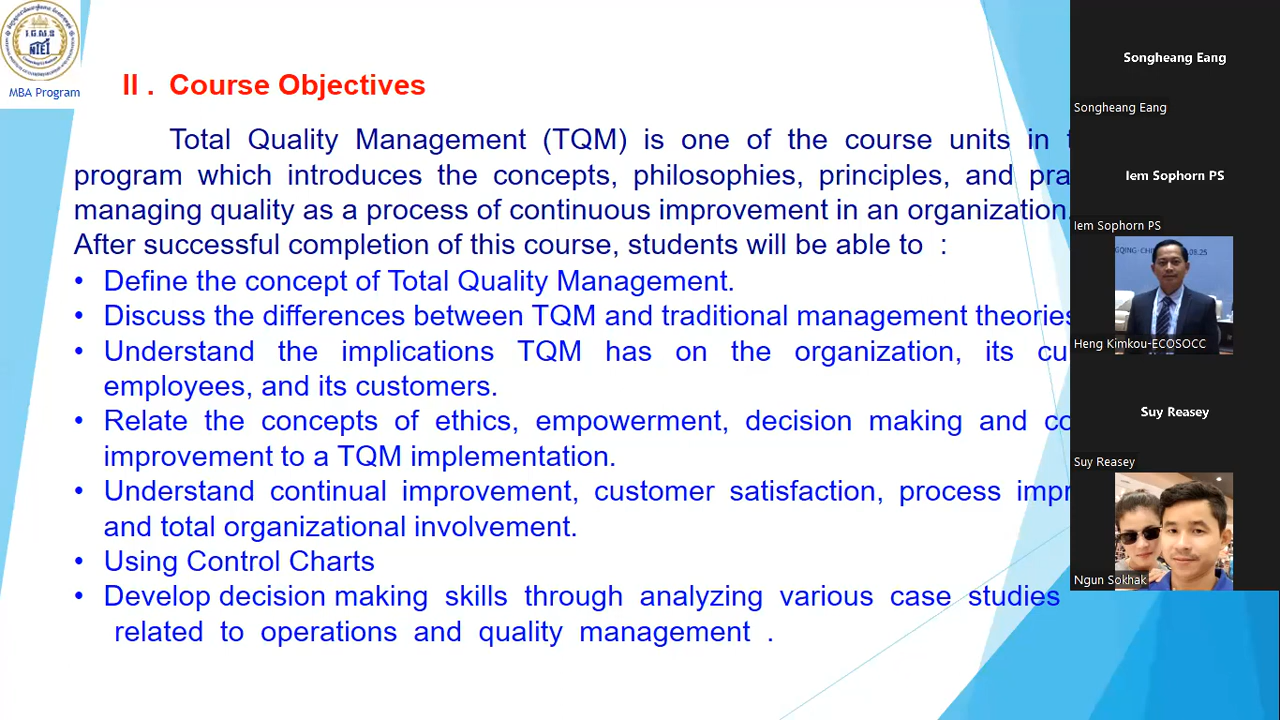 I.G.N.S
NIEI
MBA Program
II . Course Objectives
Total Quality Management (TQM) is one of the course units in
program which introduces the concepts, philosophies, principles, and pra
managing quality as a process of continuous improvement in an organization.
After successful completion of this course, students will be able to :
• Define the concept of Total Quality Management.
• Discuss the differences between TQM and traditional management theories
• Understand the implications TQM has on the organization, its cu
employees, and its customers.
• Relate the concepts of ethics, empowerment, decision making and co
improvement to a TQM implementation.
• Understand continual improvement, customer satisfaction, process impr
and total organizational involvement.
• Using Control Charts
• Develop decision making skills through analyzing various case studies
related to operations and quality management .
Songheang Eang
Songheang Eang
Iem Sophorn PS
Iem Sophorn PS
Heng Kimkou-ECOSOCC
Suy Reasey
Suy Reasey
Ngun Sokhak